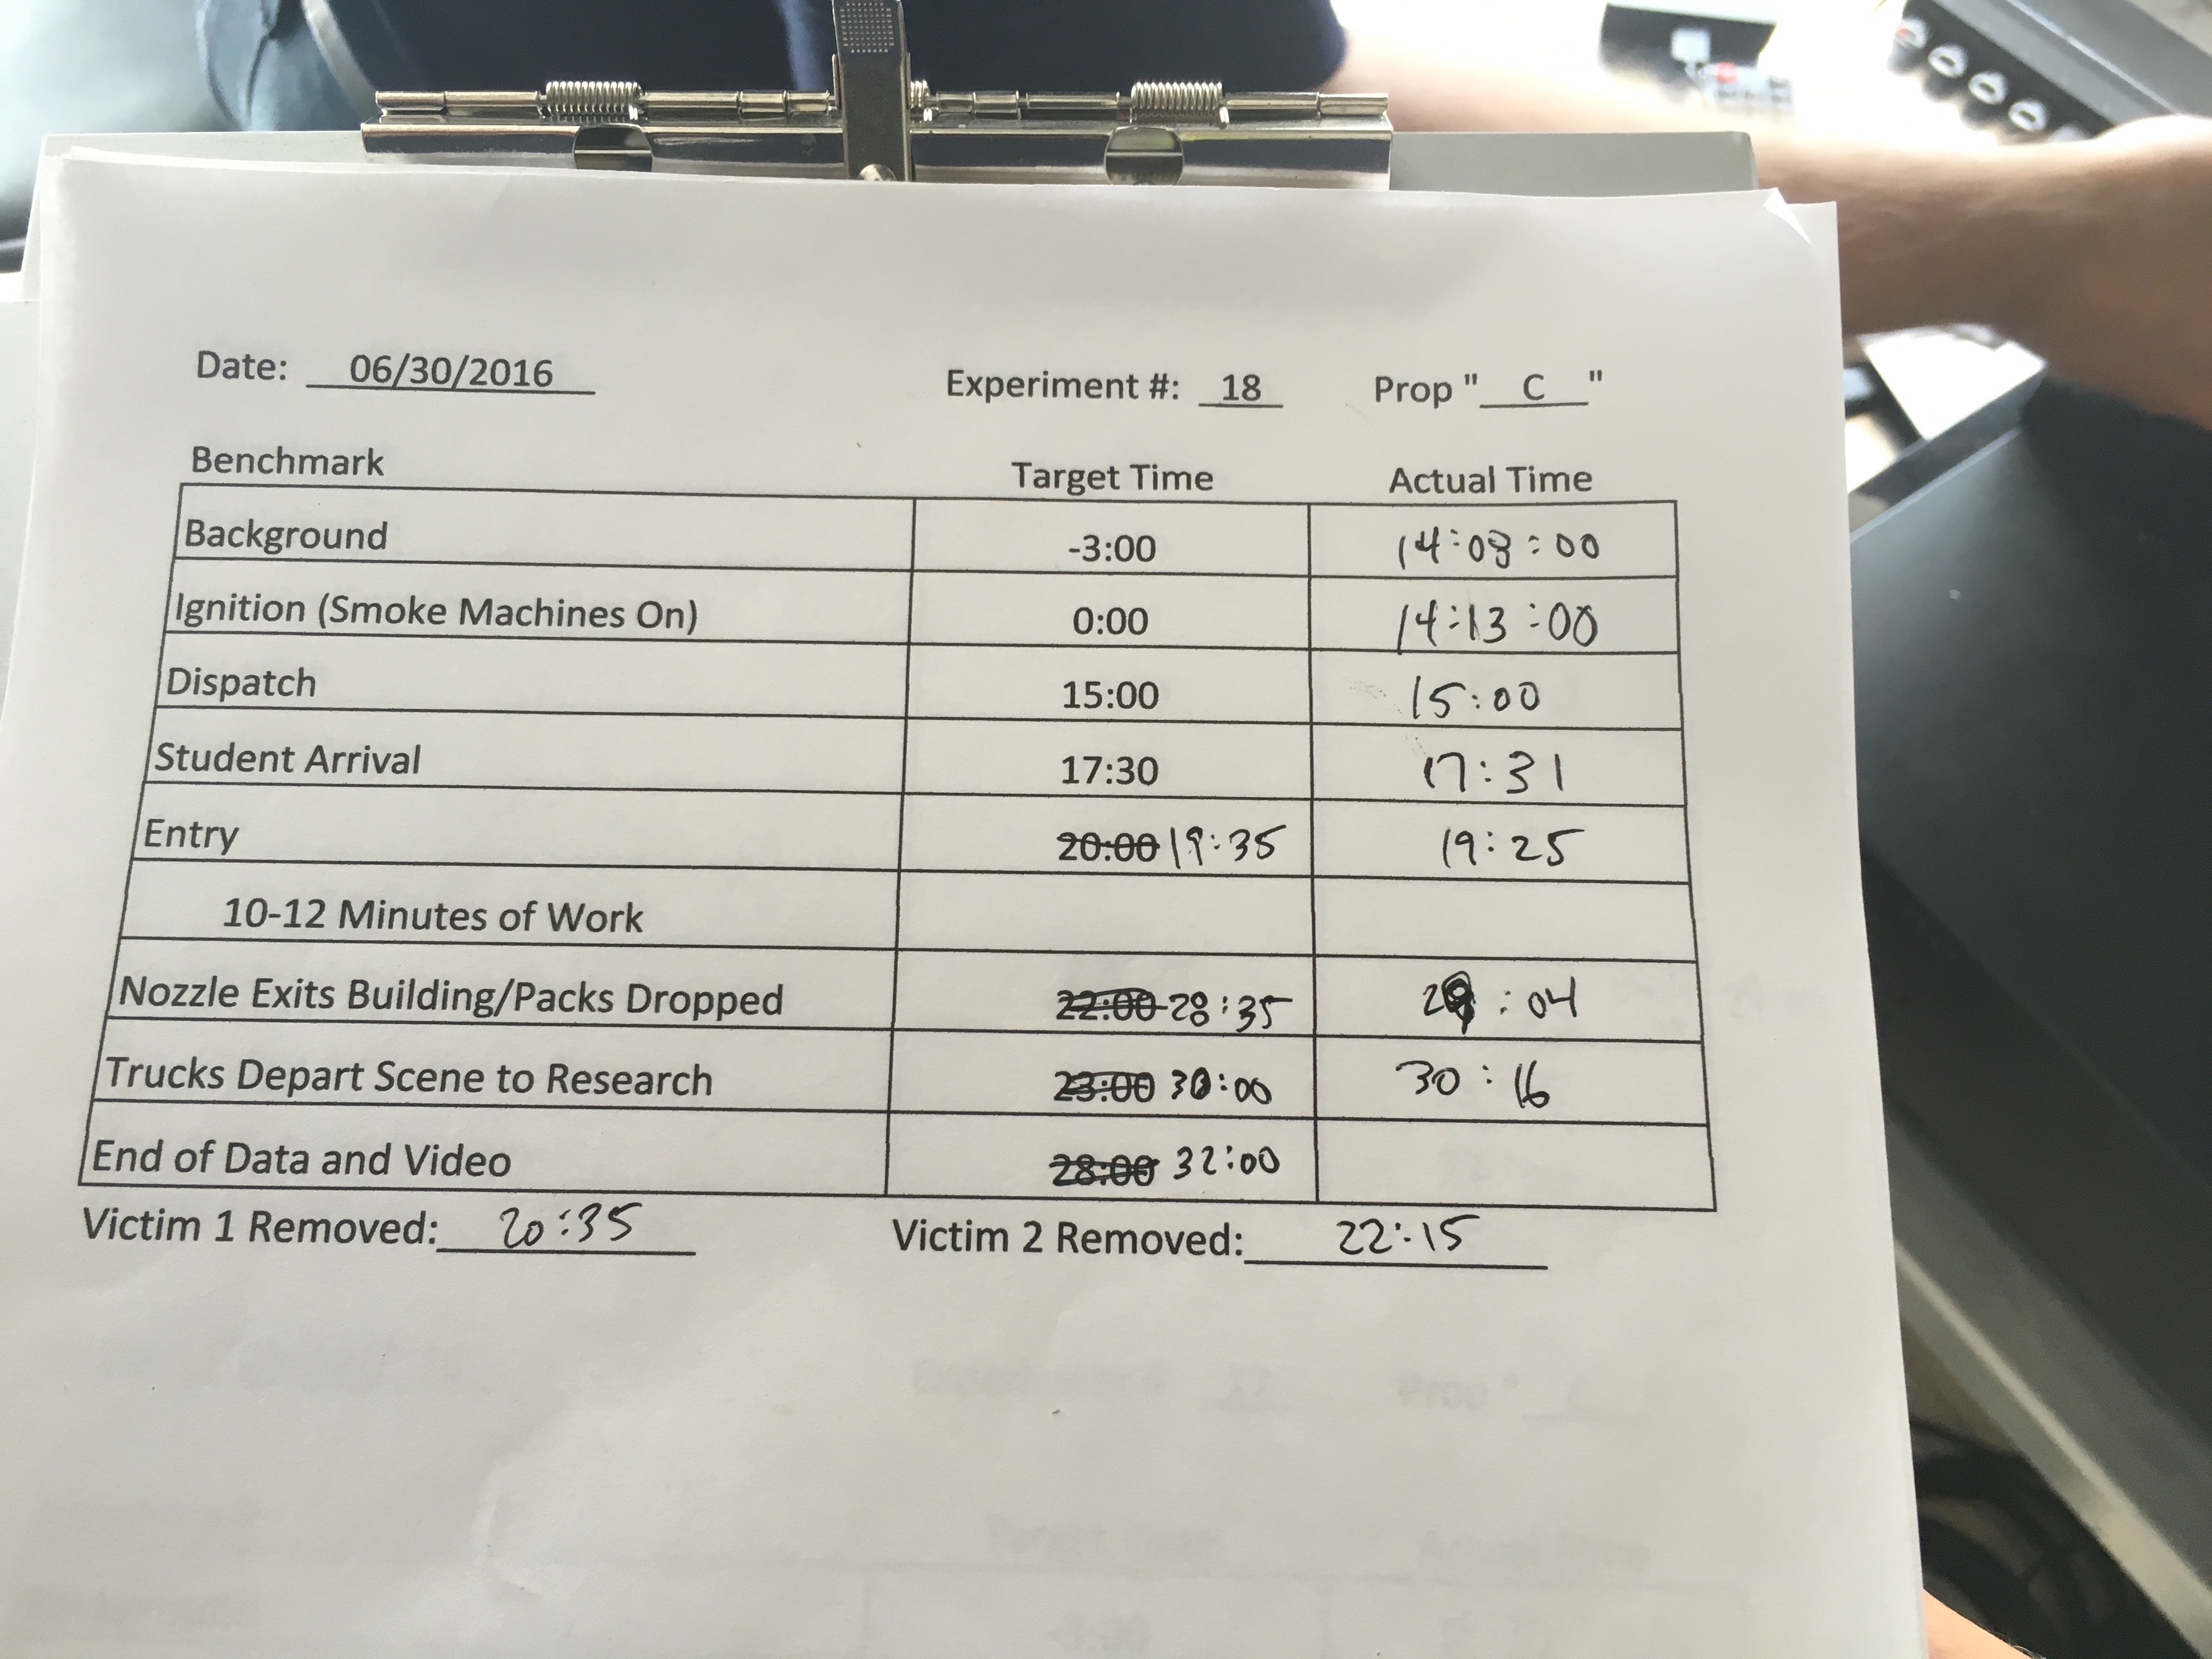 Date: 06/30/2016 Experiment #: 18 Prop " C "
Benchmark Target Time Actual Time
Background -3:00 14:08:00
Ignition (Smoke Machines On) 0:00 14:13:00
Dispatch 15:00 15:00
Student Arrival 17:30 17:31
Entry 20:00 19:35 19:25
10-12 Minutes of Work
Nozzle Exits Building/Packs Dropped 22:00 28:35 29:04
Trucks Depart Scene to Research 23:00 30:00 30:16
End of Data and Video 28:00 32:00
Victim 1 Removed: 20:35 Victim 2 Removed: 22:15